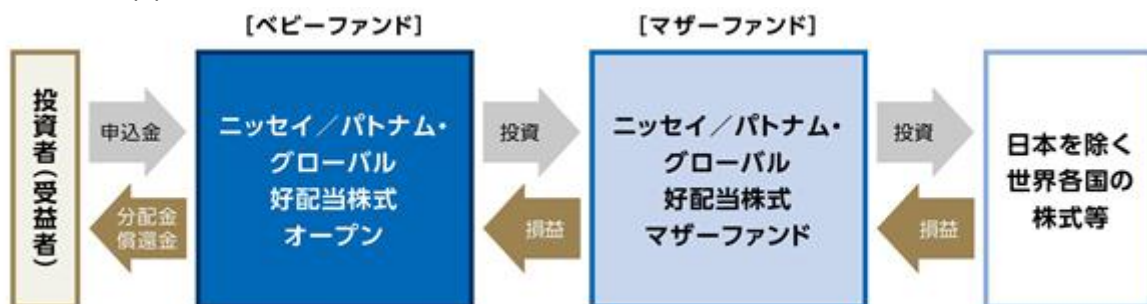 [ベビーファンド]
[マザーファンド]
投資者(受益者)
申込金
分配金
償還金
ニッセイ／パトナム・
グローバル
好配当株式
オープン
投資
損益
ニッセイ／パトナム・
グローバル
好配当株式
マザーファンド
投資
損益
日本を除く
世界各国の
株式等